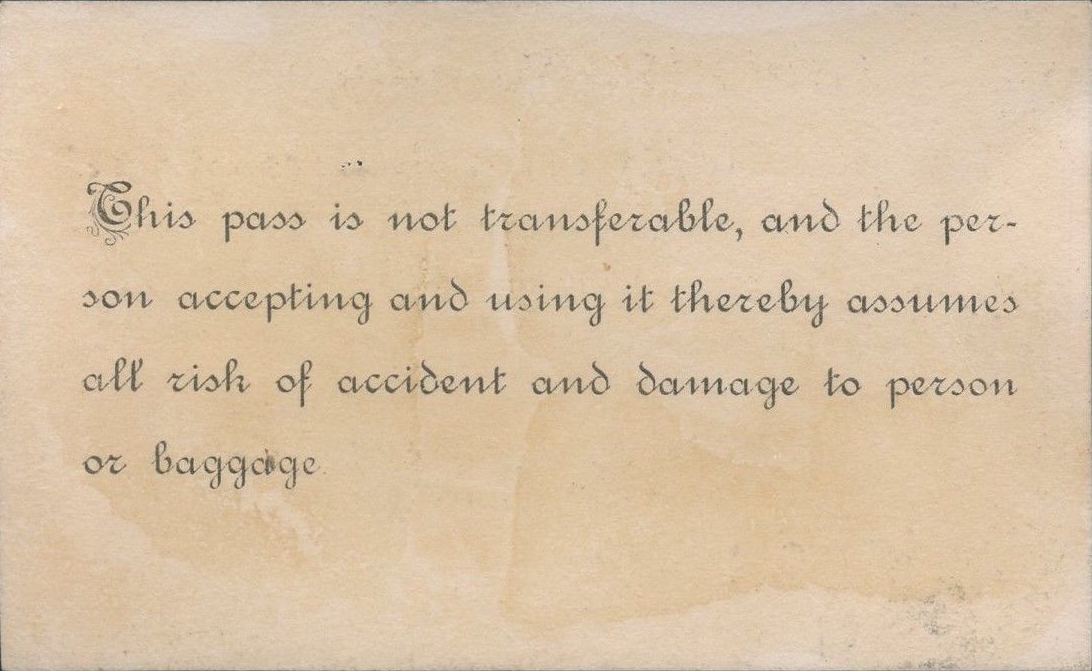 This pass is not transferable, and the per-
son accepting and using it thereby assumes
all risk of accident and damage to person
or baggage